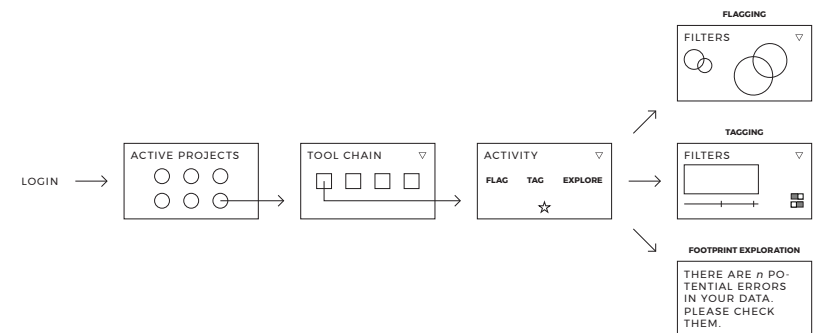 FLAGGING
FILTERS
LOGIN
ACTIVE PROJECTS
TOOL CHAIN
ACTIVITY
FLAG TAG EXPLORE
TAGGING
FILTERS
FOOTPRINT EXPLORATION
THERE ARE n PO-
TENTIAL ERRORS
IN YOUR DATA.
PLEASE CHECK
THEM.